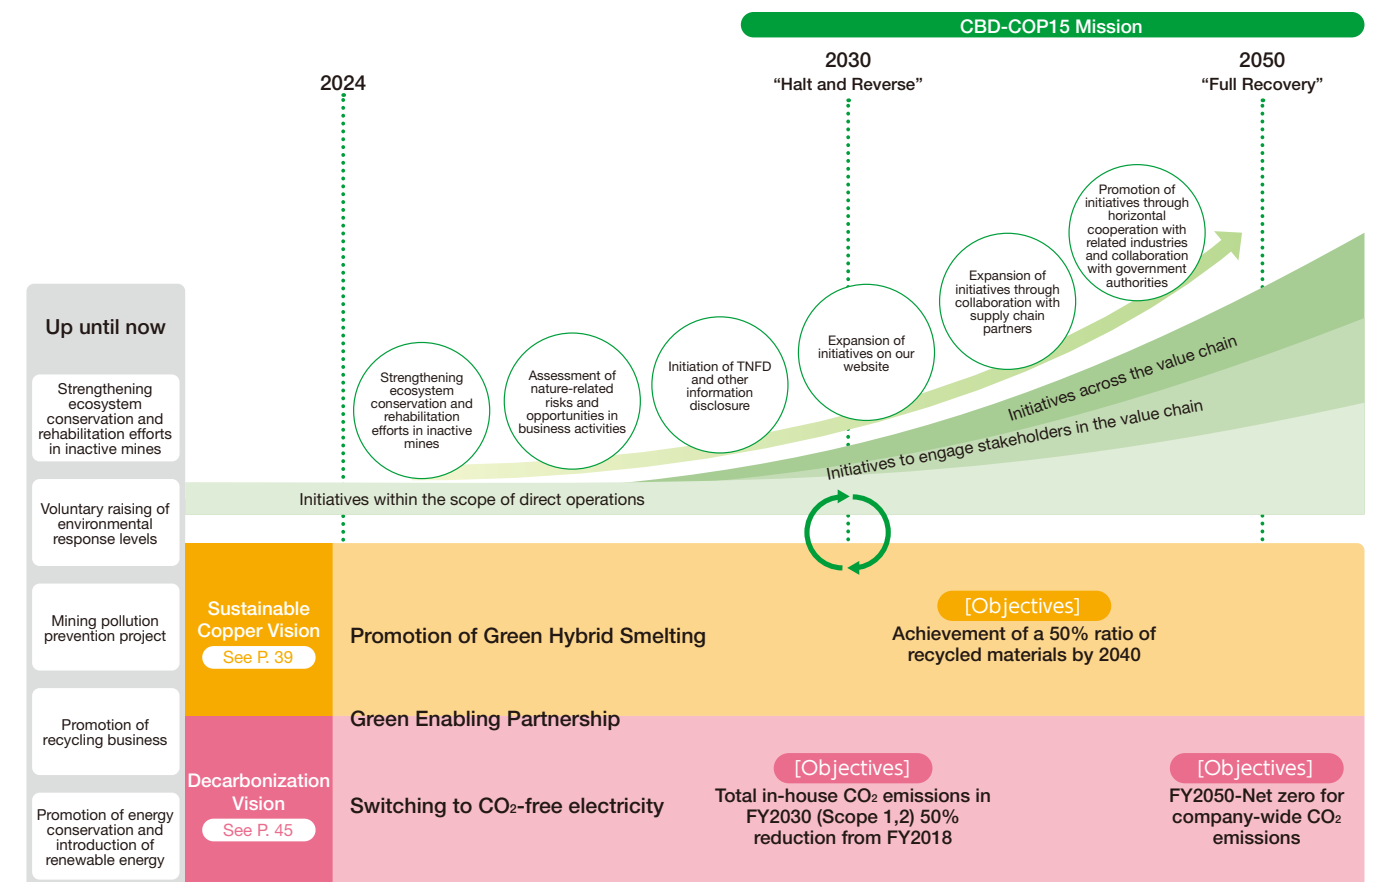 CBD-COP15 Mission
2024
2030
“Halt and Reverse”
2050
“Full Recovery”
Up until now
Strengthening
ecosystem
conservation and
rehabilitation efforts
in inactive mines
Voluntary raising of
environmental
response levels
Mining pollution
prevention project
Promotion of
recycling business
Promotion of energy
conservation and
introduction of
renewable energy
Strengthening
ecosystem
conservation and
rehabilitation
efforts in inactive
mines
Assessment of
nature-related
risks and
opportunities in
business activities
Initiation of TNFD
and other
information
disclosure
Expansion of
initiatives on our
website
Expansion of
initiatives through
collaboration with
supply chain
partners
Promotion of
initiatives through
horizontal
cooperation with
related industries
and collaboration
with government
authorities
Initiatives across the value chain
Initiatives to engage stakeholders in the value chain
Initiatives within the scope of direct operations
Sustainable
Copper Vision
See P. 39
Promotion of Green Hybrid Smelting
[Objectives]
Achievement of a 50% ratio of
recycled materials by 2040
Green Enabling Partnership
Decarbonization
Vision
See P. 45
Switching to CO₂-free electricity
[Objectives]
Total in-house CO₂ emissions in
FY2030 (Scope 1,2) 50%
reduction from FY2018
[Objectives]
FY2050-Net zero for
company-wide CO₂
emissions